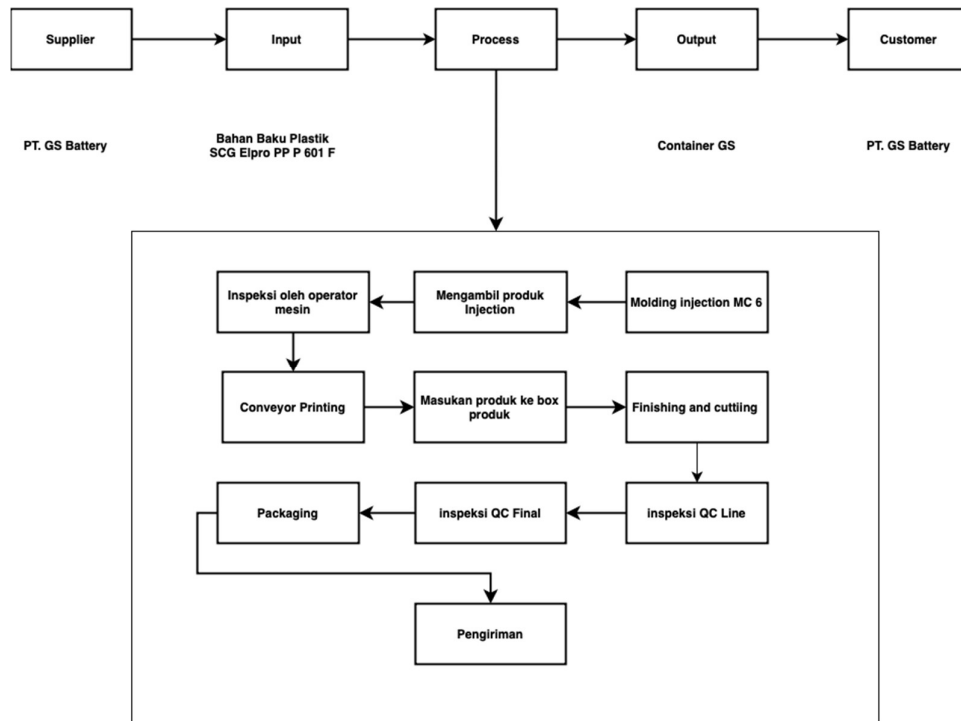 Supplier
Input
Process
Output
Customer
PT. GS Battery
Bahan Baku Plastik
SCG Elpro PP P 601 F
Container GS
PT. GS Battery
Inspeksi oleh operator
mesin
Mengambil produk
Injection
Molding injection MC 6
Conveyor Printing
Masukan produk ke box
produk
Finishing and cuttiing
Packaging
inspeksi QC Final
inspeksi QC Line
Pengiriman